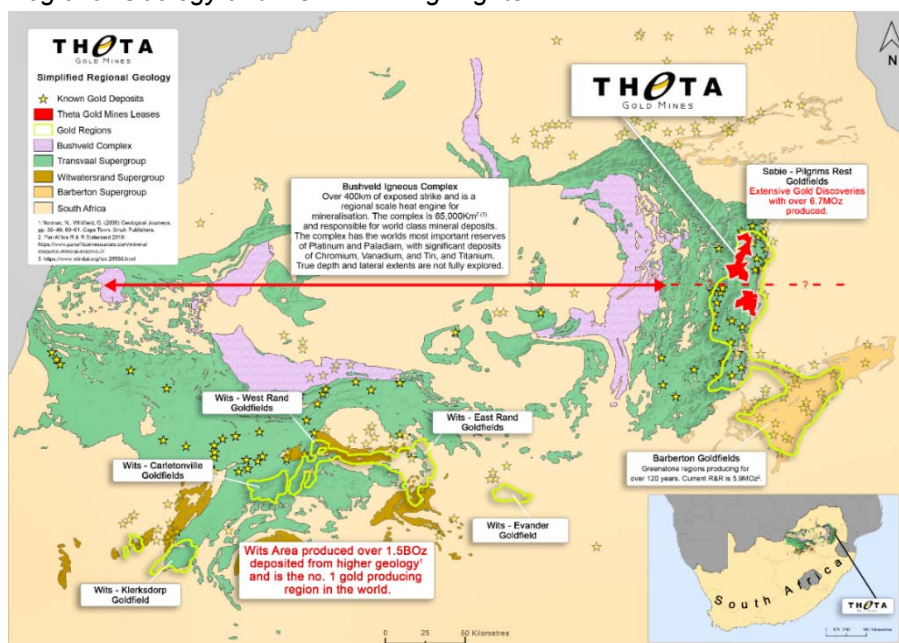 THETA
GOLD MINES
Simplified Regional Geology
Known Gold Deposits
Theta Gold Mines Leases
Gold Regions
Bushveld Complex
Transvaal Supergroup
Witwatersrand Supergroup
Barberton Supergroup
South Africa
THETA
GOLD MINES
N
Bushveld Igneous Complex
Over 400km of exposed strike and is a
regional scale heat engine for
mineralisation. The complex is 65,000Km²
and responsible for world class mineral deposits.
The complex has the worlds most important reserves
of Platinum and Paladiam, with significant deposits
of Chromium, Vanadium, and Tin, and Titanium.
True depth and lateral extents are not fully explored.
Sabie - Pilgrims Rest
Goldfields
Extensive Gold Discoveries
with over 6.7MOz
produced.
?
Wits - West Rand
Goldfields
Wits - East Rand
Goldfields
Wits - Carletonville
Goldfields
Barberton Goldfields
Greenstone regions producing for
over 120 years. Current R&R is 5.9MOz².
Wits - Evander
Goldfield
Wits Area produced over 1.5BOz
deposited from higher geology¹
and is the no. 1 gold producing
region in the world.
Wits - Klerksdorp
Goldfield
South Africa
THETA
GOLD MINES
0 25 50 Kilometres